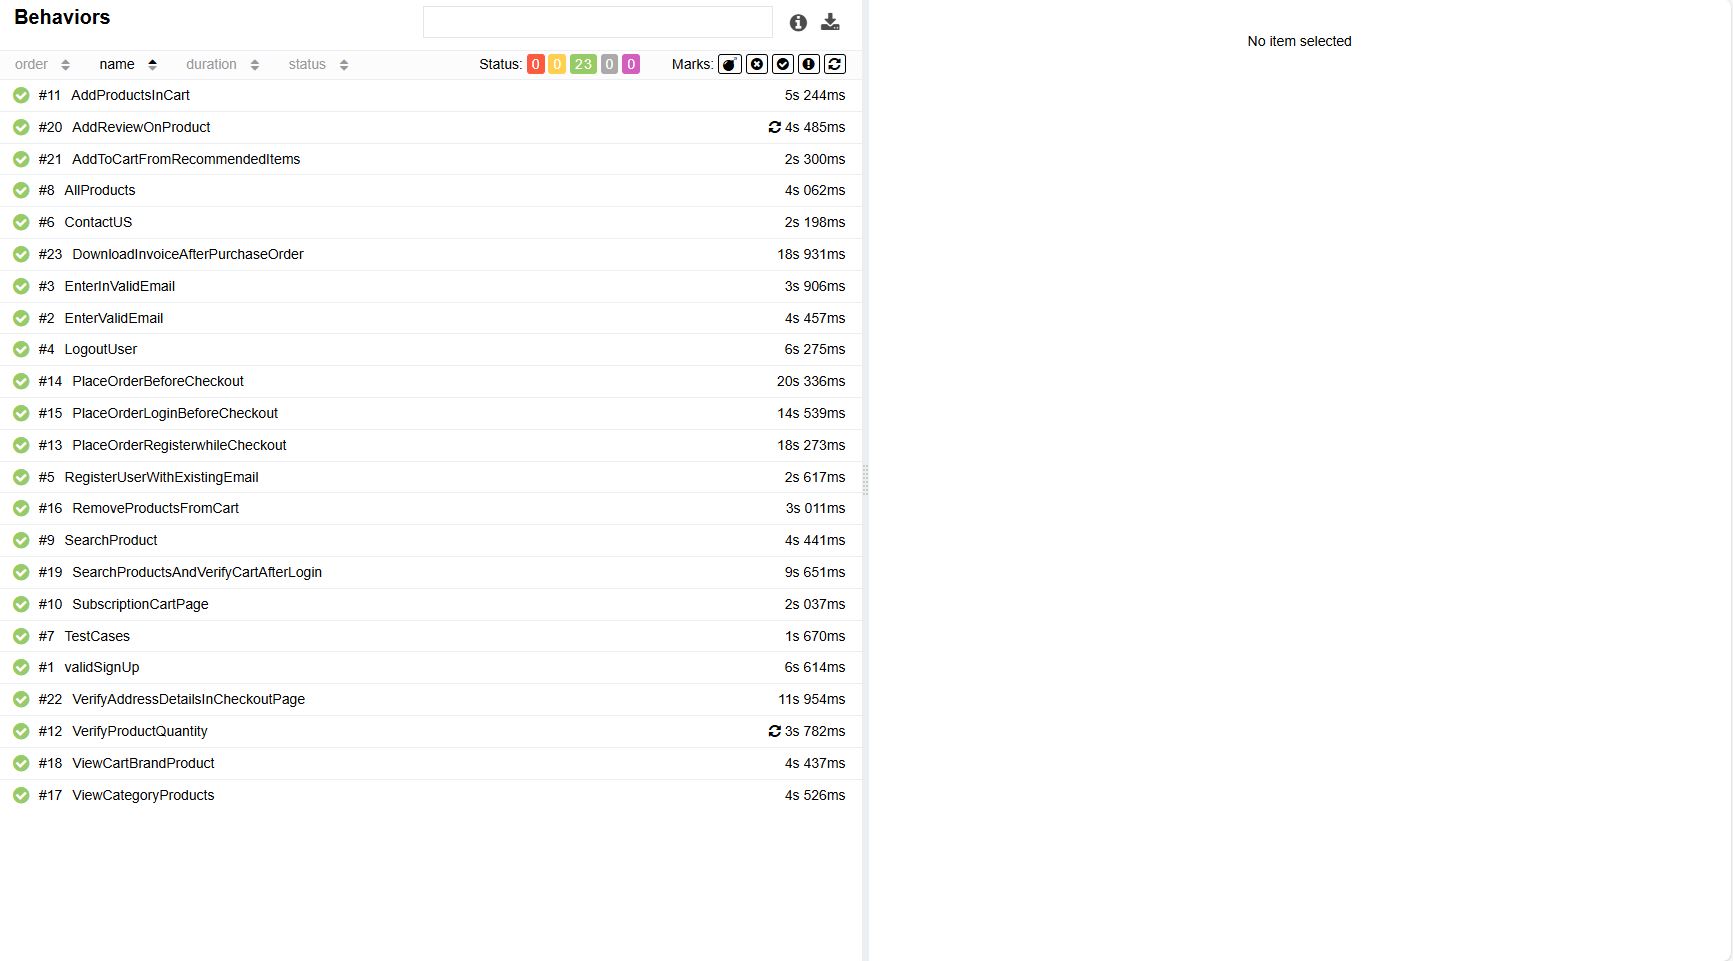 Behaviors
order name duration status Status: 0 0 23 0 0 Marks:
#11 AddProductsInCart 5s 244ms
#20 AddReviewOnProduct 4s 485ms
#21 AddToCartFromRecommendedItems 2s 300ms
#8 AllProducts 4s 062ms
#6 ContactUS 2s 198ms
#23 DownloadInvoiceAfterPurchaseOrder 18s 931ms
#3 EnterInValidEmail 3s 906ms
#2 EnterValidEmail 4s 457ms
#4 LogoutUser 6s 275ms
#14 PlaceOrderBeforeCheckout 20s 336ms
#15 PlaceOrderLoginBeforeCheckout 14s 539ms
#13 PlaceOrderRegisterwhileCheckout 18s 273ms
#5 RegisterUserWithExistingEmail 2s 617ms
#16 RemoveProductsFromCart 3s 011ms
#9 SearchProduct 4s 441ms
#19 SearchProductsAndVerifyCartAfterLogin 9s 651ms
#10 SubscriptionCartPage 2s 037ms
#7 TestCases 1s 670ms
#1 validSignUp 6s 614ms
#22 VerifyAddressDetailsInCheckoutPage 11s 954ms
#12 VerifyProductQuantity 3s 782ms
#18 ViewCartBrandProduct 4s 437ms
#17 ViewCategoryProducts 4s 526ms
No item selected